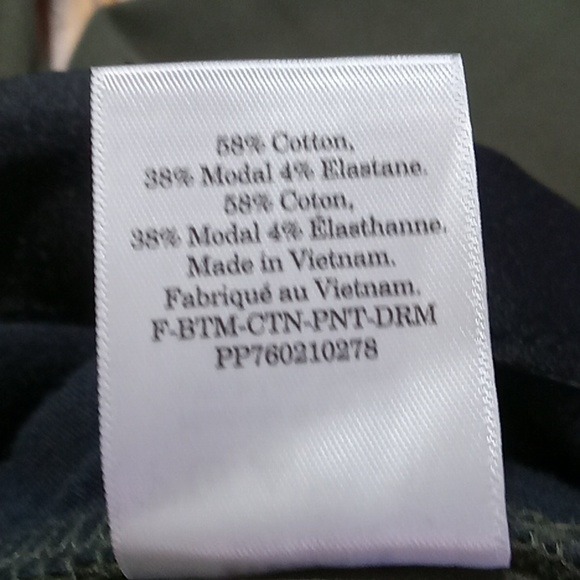 58% Cotton,
38% Modal 4% Elastane.
58% Coton,
38% Modal 4% Élasthanne.
Made in Vietnam.
Fabriqué au Vietnam.
F-BTM-CTN-PNT-DRM
PP760210278